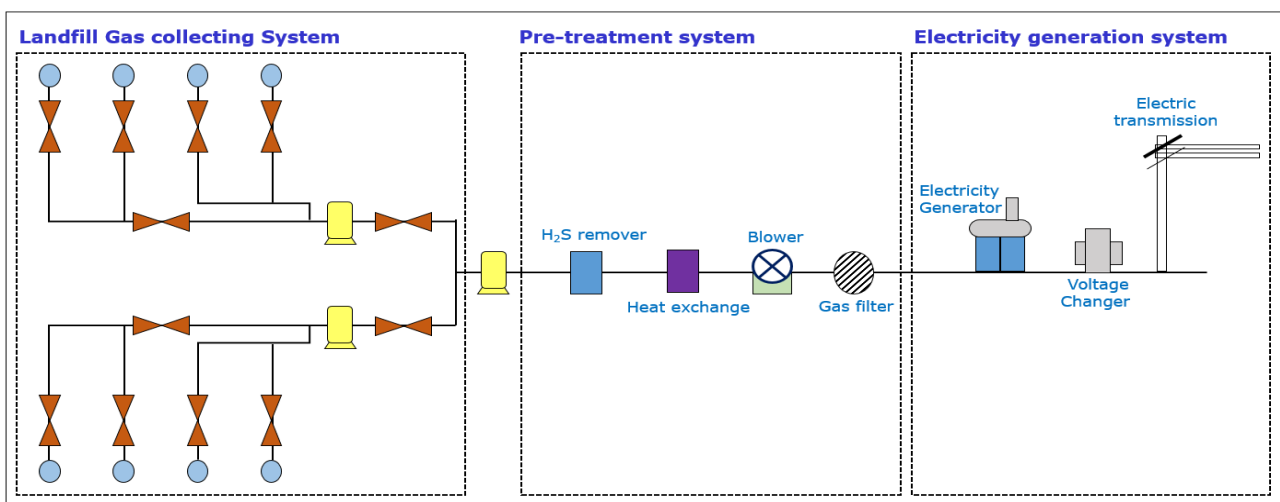 Landfill Gas collecting System
Pre-treatment system
Electricity generation system
Electric
transmission
Electricity
Generator
H₂S remover
Blower
Heat exchange
Gas filter
Voltage
Changer